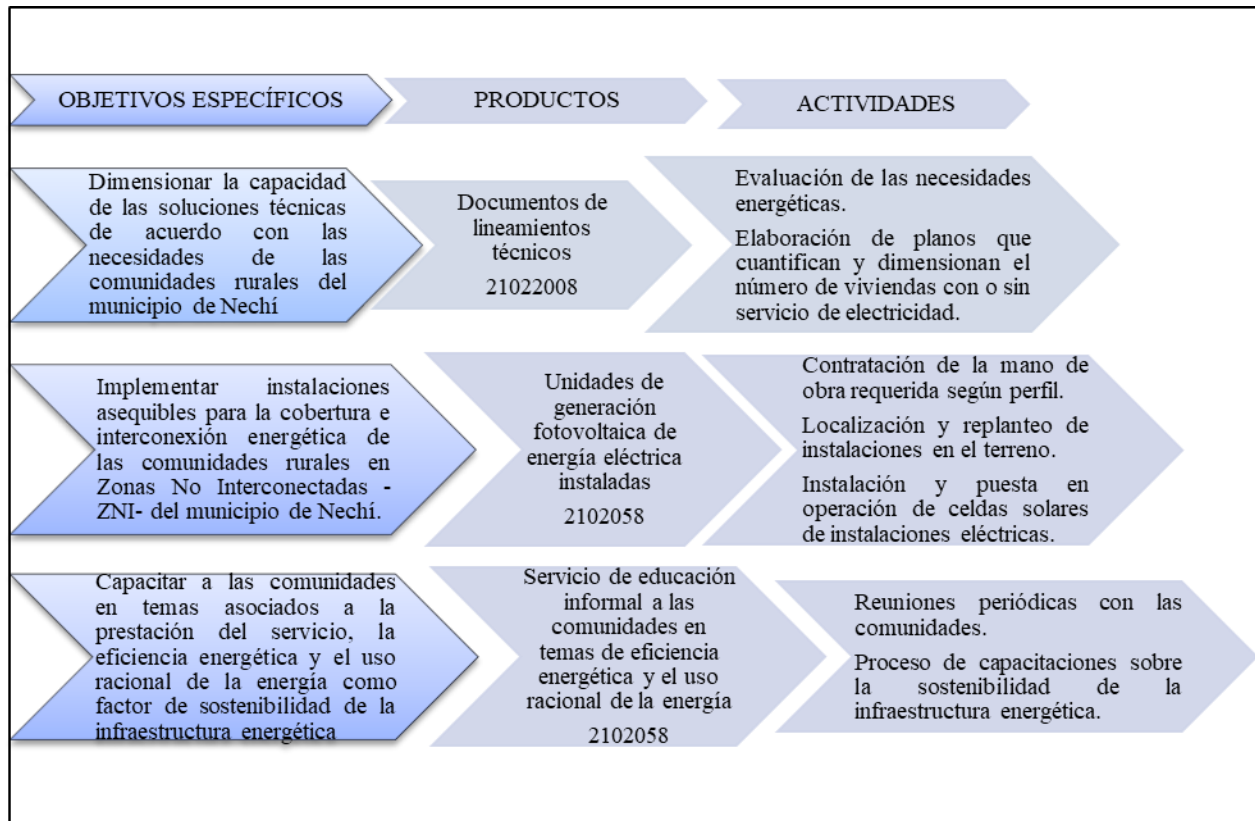 OBJETIVOS ESPECÍFICOS
PRODUCTOS
ACTIVIDADES
Dimensionar la capacidad
de las soluciones técnicas
de acuerdo con las
necesidades de las
comunidades rurales del
municipio de Nechí
Documentos de
lineamientos
técnicos
21022008
Evaluación de las necesidades
energéticas.
Elaboración de planos que
cuantifican y dimensionan el
número de viviendas con o sin
servicio de electricidad.
Implementar instalaciones
asequibles para la cobertura e
interconexión energética de
las comunidades rurales en
Zonas No Interconectadas -
ZNI- del municipio de Nechí.
Unidades de
generación
fotovoltaica de
energía eléctrica
instaladas
2102058
Contratación de la mano de
obra requerida según perfil.
Localización y replanteo de
instalaciones en el terreno.
Instalación y puesta en
operación de celdas solares
de instalaciones eléctricas.
Capacitar a las comunidades
en temas asociados a la
prestación del servicio, la
eficiencia energética y el uso
racional de la energía como
factor de sostenibilidad de la
infraestructura energética
Servicio de educación
informal a las
comunidades en
temas de eficiencia
energética y el uso
racional de la energía
2102058
Reuniones periódicas con las
comunidades.
Proceso de capacitaciones sobre
la sostenibilidad de la
infraestructura energética.